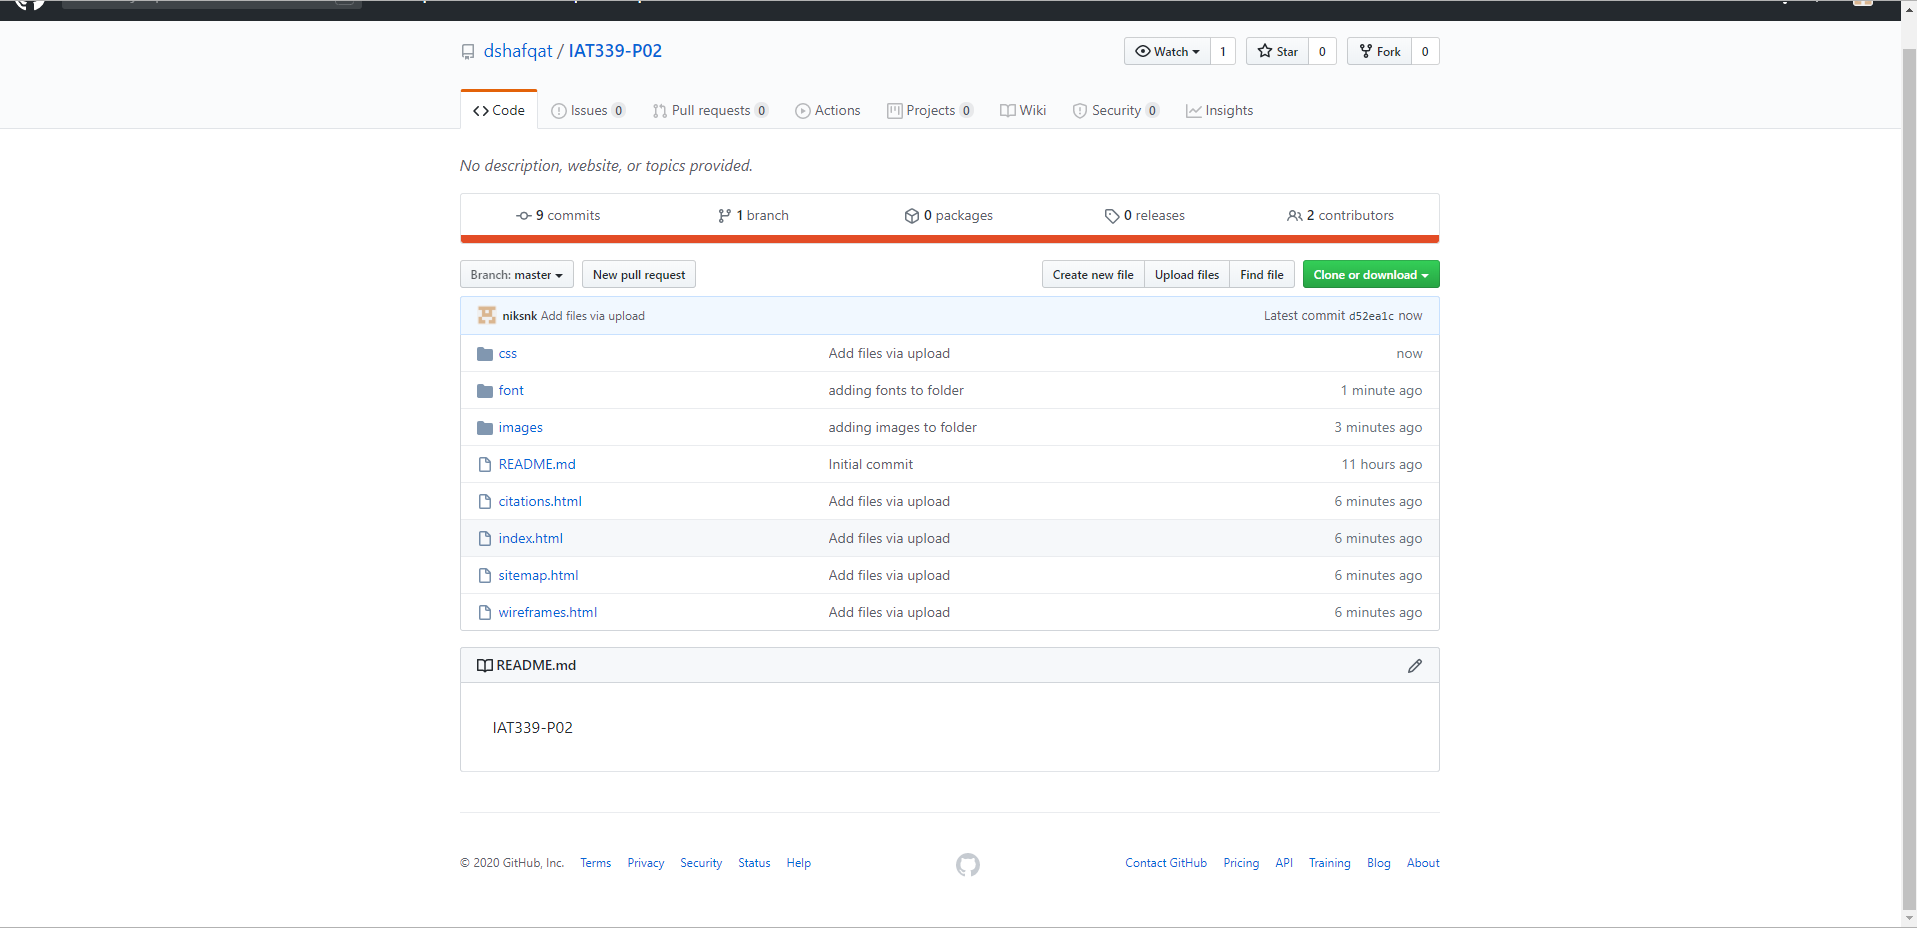 dshafqat / IAT339-P02
Watch 1 Star 0 Fork 0
Code Issues 0 Pull requests 0 Actions Projects 0 Wiki Security 0 Insights
No description, website, or topics provided.
9 commits 1 branch 0 packages 0 releases 2 contributors
Branch: master New pull request Create new file Upload files Find file Clone or download
niksnk Add files via upload Latest commit d52ea1c now
css Add files via upload now
font adding fonts to folder 1 minute ago
images adding images to folder 3 minutes ago
README.md Initial commit 11 hours ago
citations.html Add files via upload 6 minutes ago
index.html Add files via upload 6 minutes ago
sitemap.html Add files via upload 6 minutes ago
wireframes.html Add files via upload 6 minutes ago
README.md
IAT339-P02
© 2020 GitHub, Inc. Terms Privacy Security Status Help Contact GitHub Pricing API Training Blog About